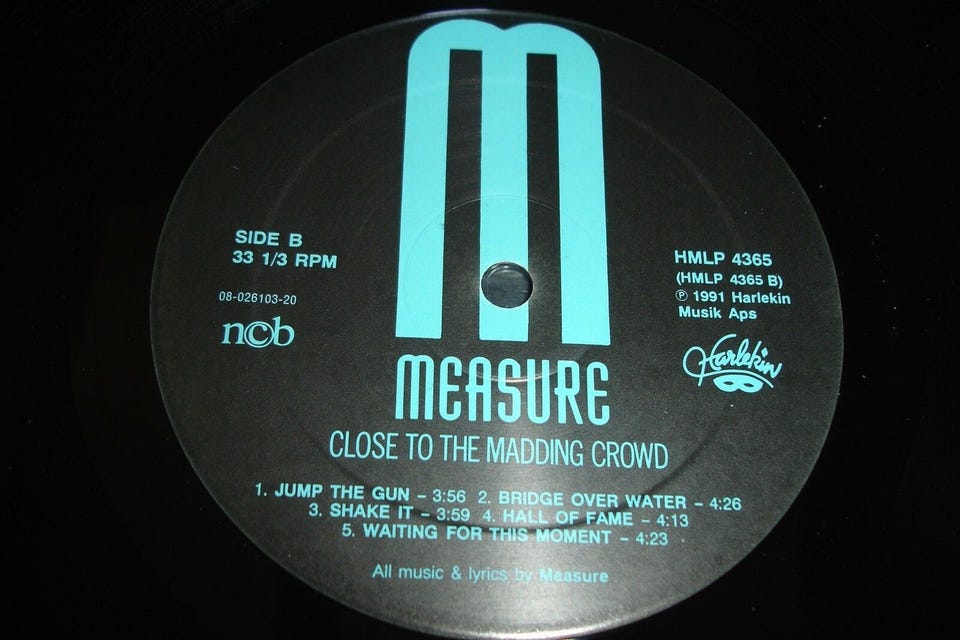 M
SIDE B
33 1/3 RPM
08-026103-20
ncb
HMLP 4365
(HMLP 4365 B)
℗ 1991 Harlekin
Musik Aps
Harlekin
MEASURE
CLOSE TO THE MADDING CROWD
1. JUMP THE GUN – 3:56 2. BRIDGE OVER WATER – 4:26
3. SHAKE IT – 3:59 4. HALL OF FAME – 4:13
5. WAITING FOR THIS MOMENT – 4:23
All music & lyrics by Measure